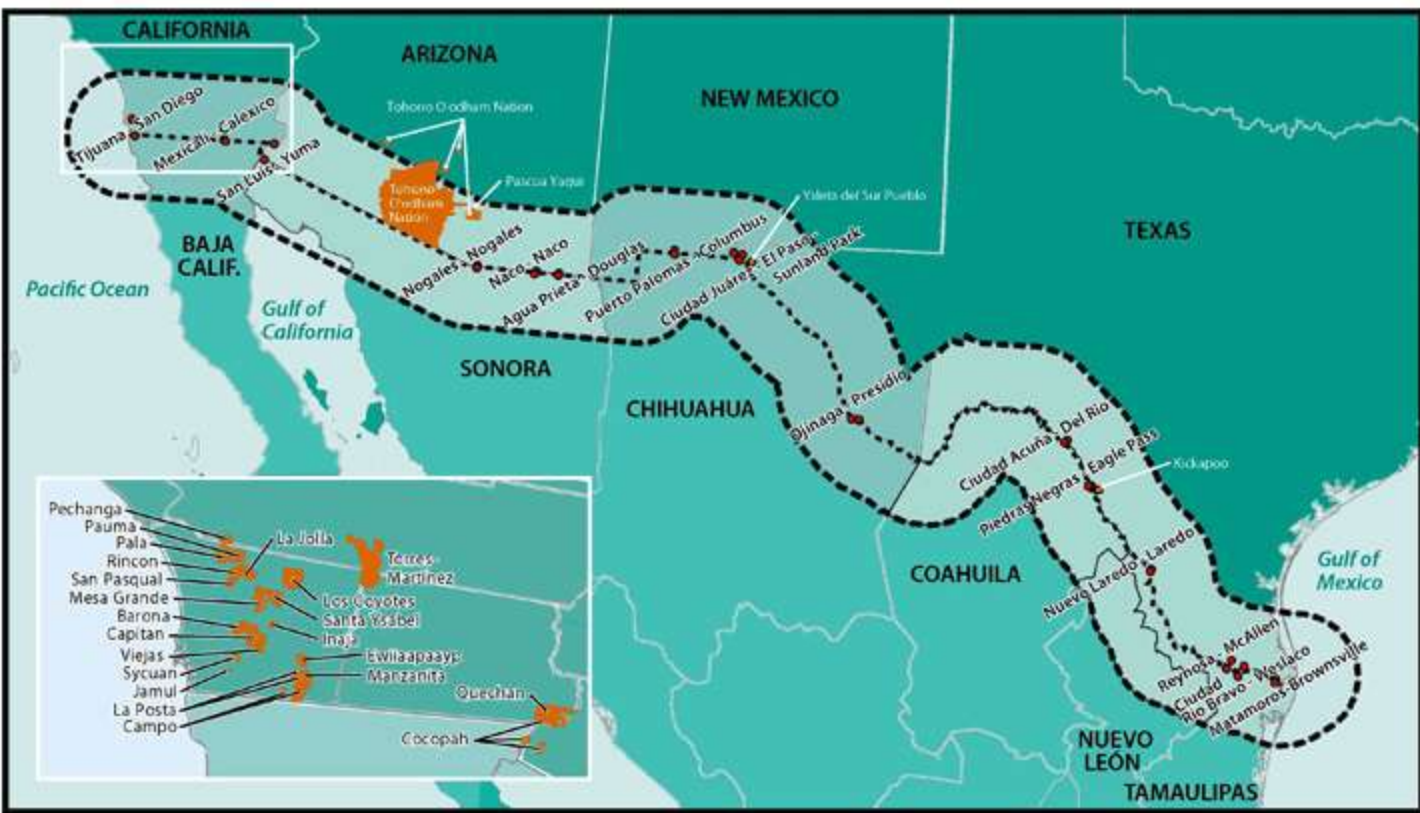 CALIFORNIA
ARIZONA
NEW MEXICO
TEXAS
Tohono O odham Nation
Tohono
O'odham
Nation
Pascua Yaqui
Ysleta del Sur Pueblo
Tijuana - San Diego
Mexicali - Calexico
San Luis - Yuma
Nogales - Nogales
Naco - Naco
Agua Prieta - Douglas
Puerto Palomas - Columbus
Ciudad Juárez - El Paso -
Sunland Park
Ojinaga - Presidio
Ciudad Acuña - Del Rio
Piedras Negras - Eagle Pass
Kickapoo
Nuevo Laredo - Laredo
Reynosa - McAllen
Ciudad
Rio Bravo - Weslaco
Matamoros-Brownsville
BAJA
CALIF.
Pacific Ocean
Gulf of
California
SONORA
CHIHUAHUA
COAHUILA
NUEVO
LEÓN
TAMAULIPAS
Gulf of
Mexico
Pechanga
Pauma
Pala
Rincon
San Pasqual
Mesa Grande
Barona
Capitan
Viejas
Sycuan
Jamul
La Posta
Campo
La Jolla
Torres-
Martinez
Los Coyotes
Santa Ysabel
Inaja
Ewiiaapaayp
Manzanita
Quechan
Cocopah